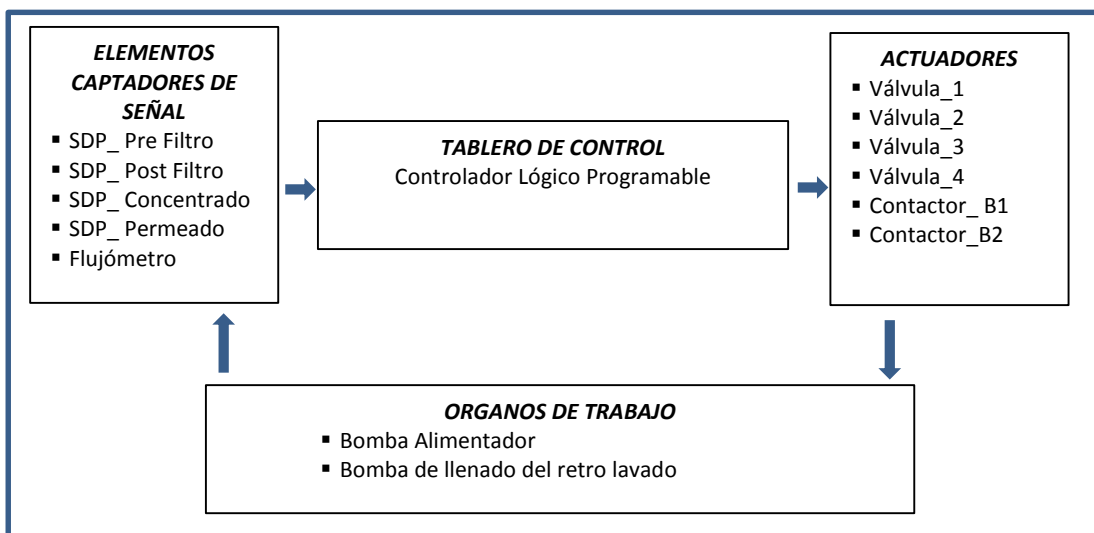 ELEMENTOS
CAPTADORES DE
SEÑAL
▪ SDP_ Pre Filtro
▪ SDP_ Post Filtro
▪ SDP_ Concentrado
▪ SDP_ Permeado
▪ Flujómetro
TABLERO DE CONTROL
Controlador Lógico Programable
ACTUADORES
▪ Válvula_1
▪ Válvula_2
▪ Válvula_3
▪ Válvula_4
▪ Contactor_ B1
▪ Contactor_B2
ORGANOS DE TRABAJO
▪ Bomba Alimentador
▪ Bomba de llenado del retro lavado